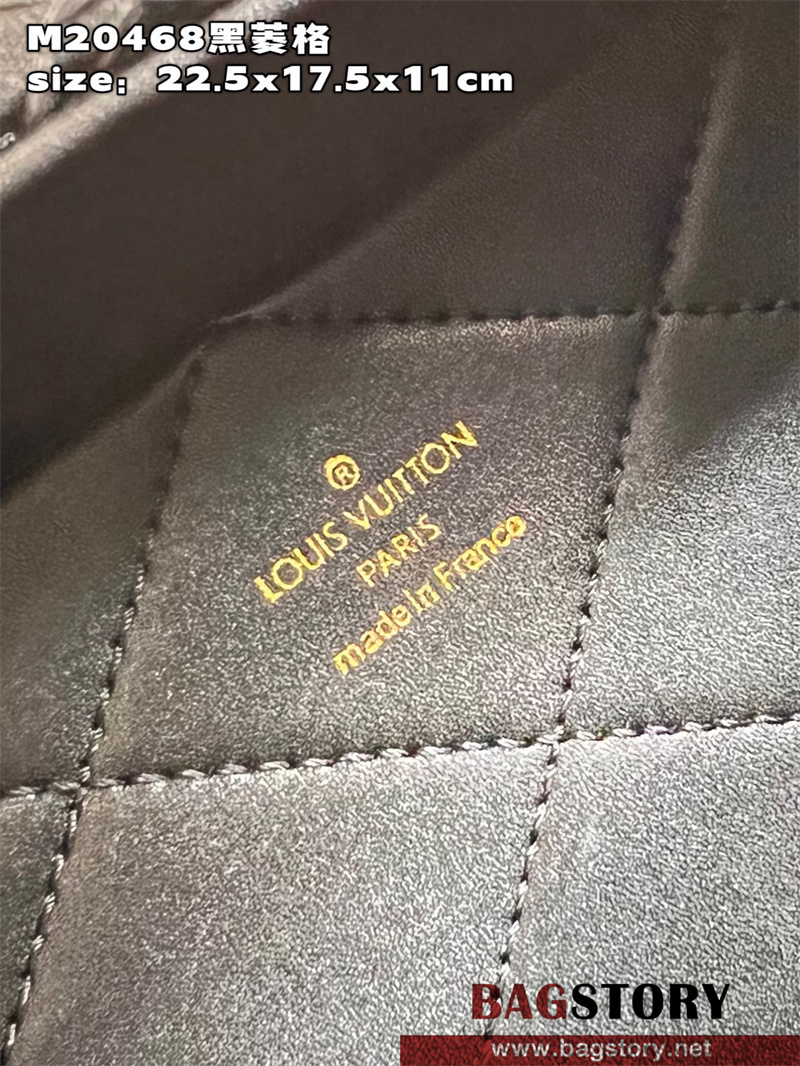 M20468黑菱格
size：22.5x17.5x11cm
®
LOUIS VUITTON
PARIS
made in France
BAGSTORY
www.bagstory.net